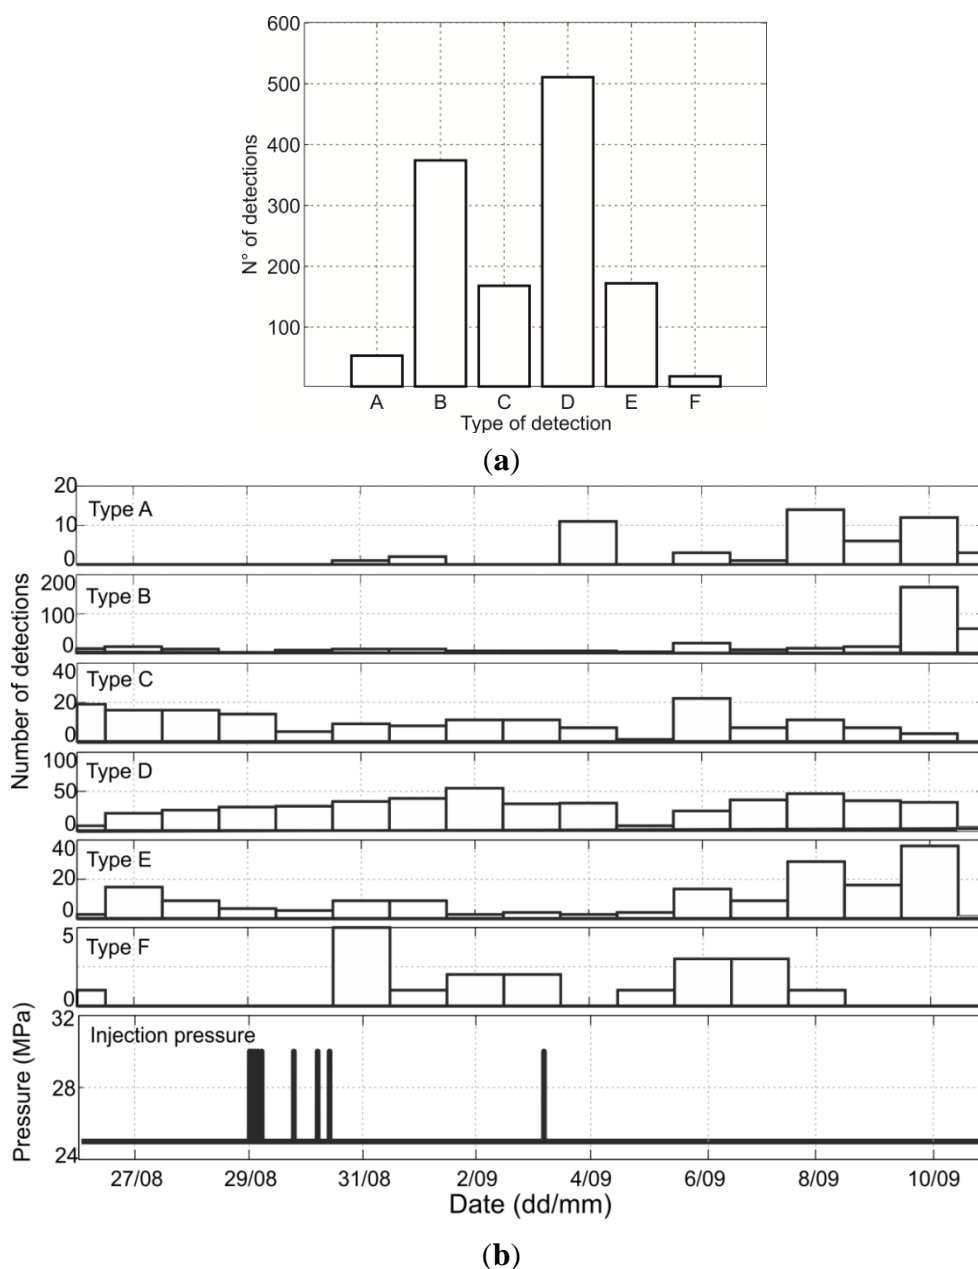 600
500
400
300
200
100
N° of detections
A B C D E F
Type of detection
(a)
Number of detections
20
10
0
Type A
200
100
0
Type B
40
20
0
Type C
100
50
0
Type D
40
20
0
Type E
5
0
Type F
Pressure (MPa)
32
28
24
Injection pressure
27/08 29/08 31/08 2/09 4/09 6/09 8/09 10/09
Date (dd/mm)
(b)